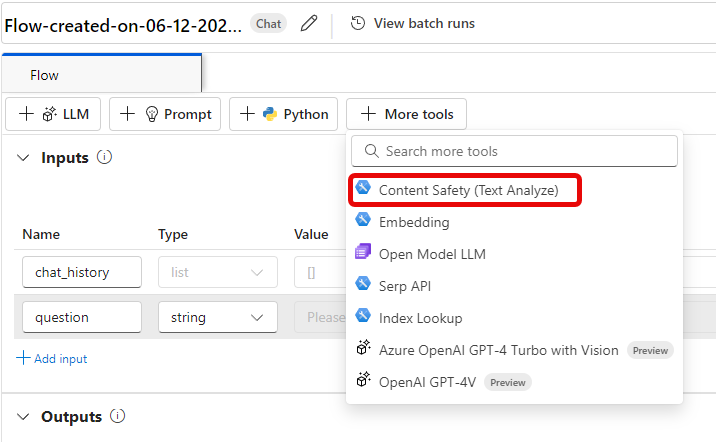 Flow-created-on-06-12-202... Chat View batch runs
Flow
+ LLM + Prompt + Python + More tools
Search more tools
Inputs
Content Safety (Text Analyze)
Embedding
Name Type Value
Open Model LLM
chat_history list []
Serp API
question string Please
Index Lookup
Azure OpenAI GPT-4 Turbo with Vision Preview
+ Add input
OpenAI GPT-4V Preview
Outputs